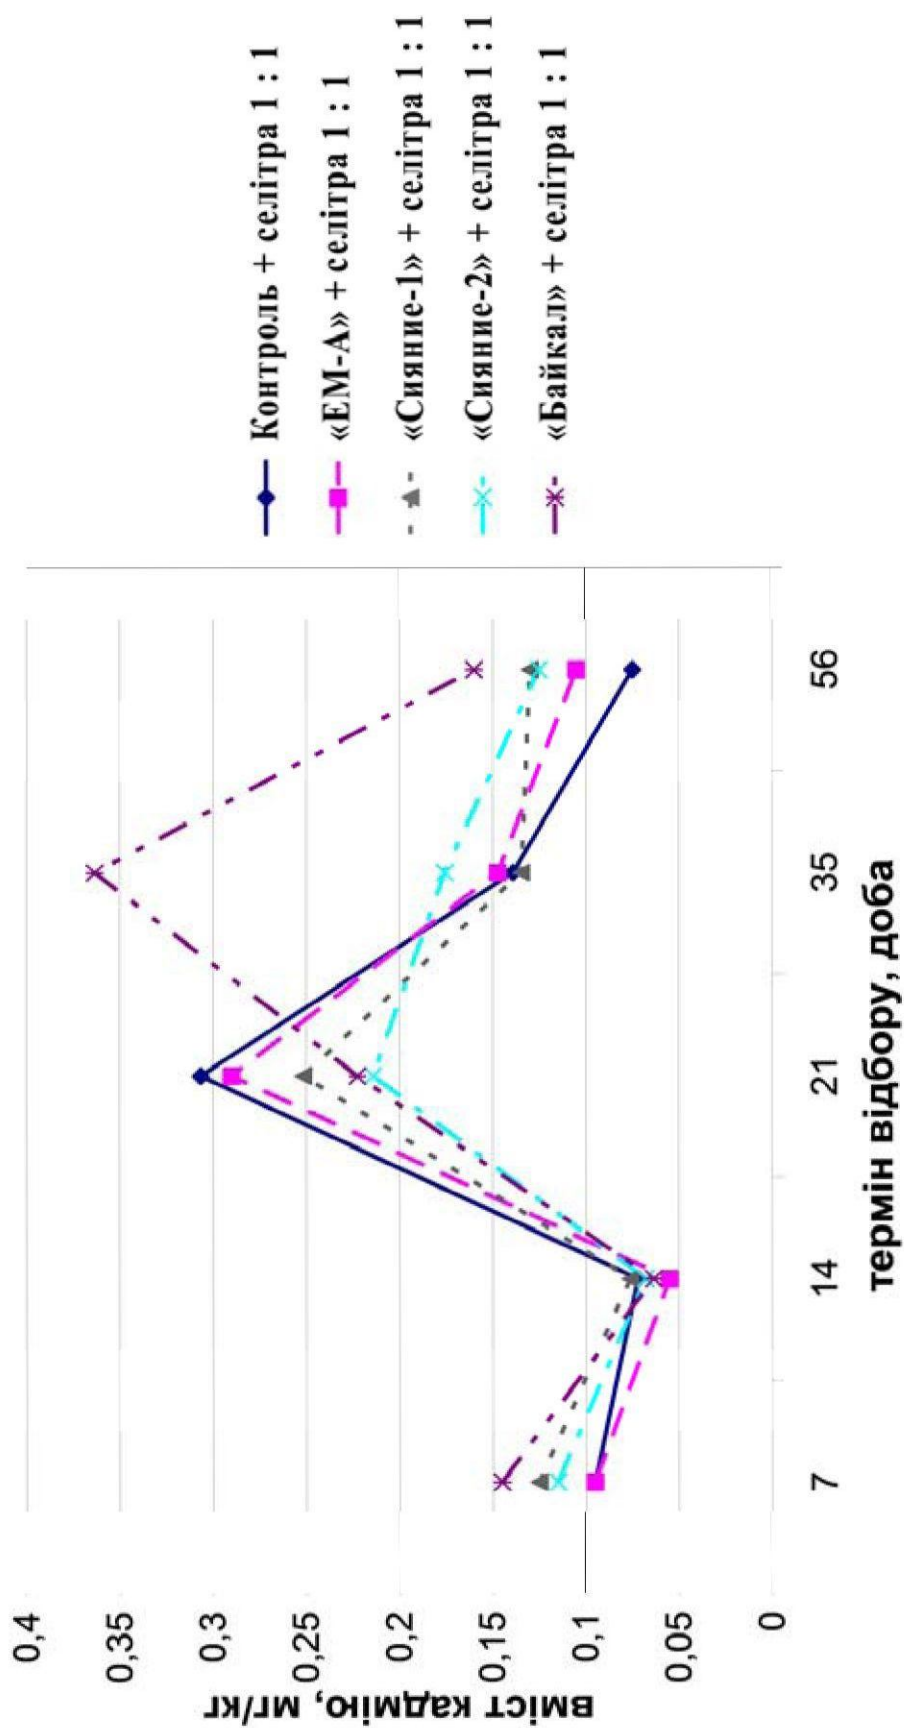 вміст кадмію, мг/кг
0,4
0,35
0,3
0,25
0,2
0,15
0,1
0,05
0
7
14
21
35
56
термін відбору, доба
Контроль + селітра 1 : 1
«ЕМ-А» + селітра 1 : 1
«Сияние-1» + селітра 1 : 1
«Сияние-2» + селітра 1 : 1
«Байкал» + селітра 1 : 1